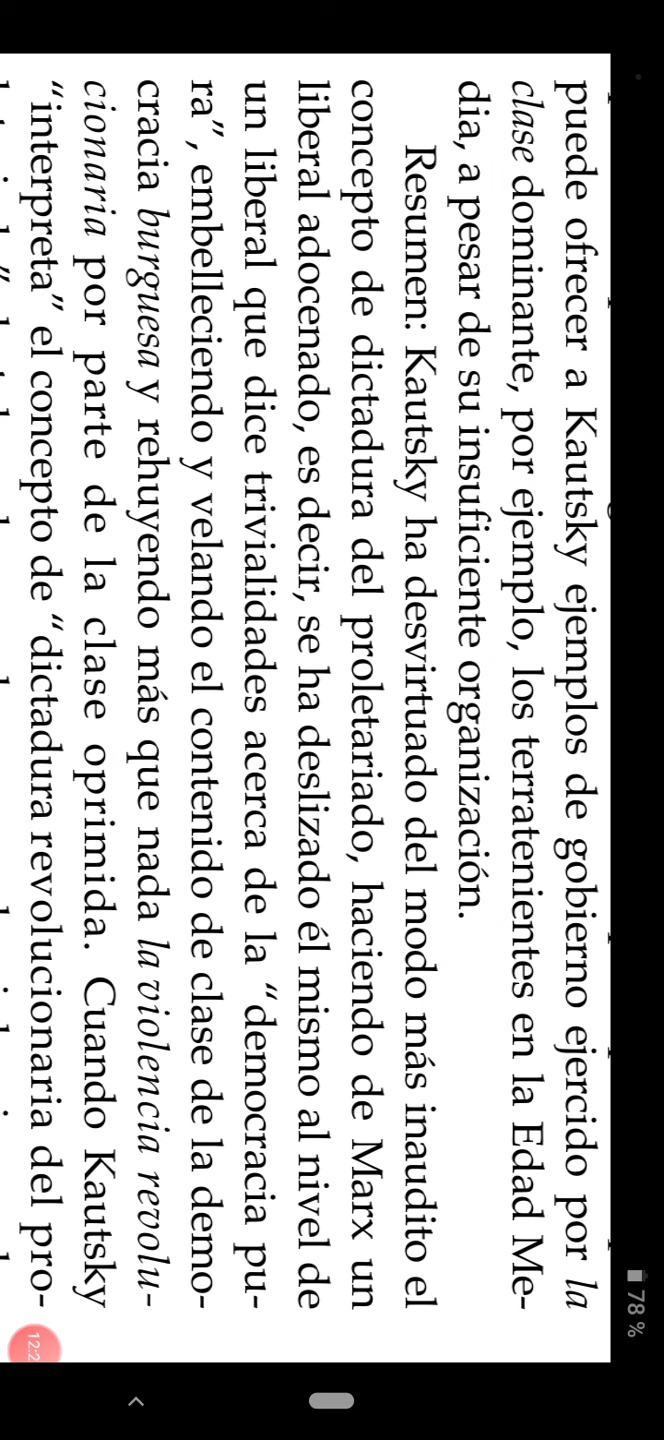 puede ofrecer a Kautsky ejemplos de gobierno ejercido por la
clase dominante, por ejemplo, los terratenientes en la Edad Me-
dia, a pesar de su insuficiente organización.
Resumen: Kautsky ha desvirtuado del modo más inaudito el
concepto de dictadura del proletariado, haciendo de Marx un
liberal adocenado, es decir, se ha deslizado él mismo al nivel de
un liberal que dice trivialidades acerca de la “democracia pu-
ra”, embelleciendo y velando el contenido de clase de la demo-
cracia burguesa y rehuyendo más que nada la violencia revolu-
cionaria por parte de la clase oprimida. Cuando Kautsky
“interpreta” el concepto de “dictadura revolucionaria del pro-
78 %